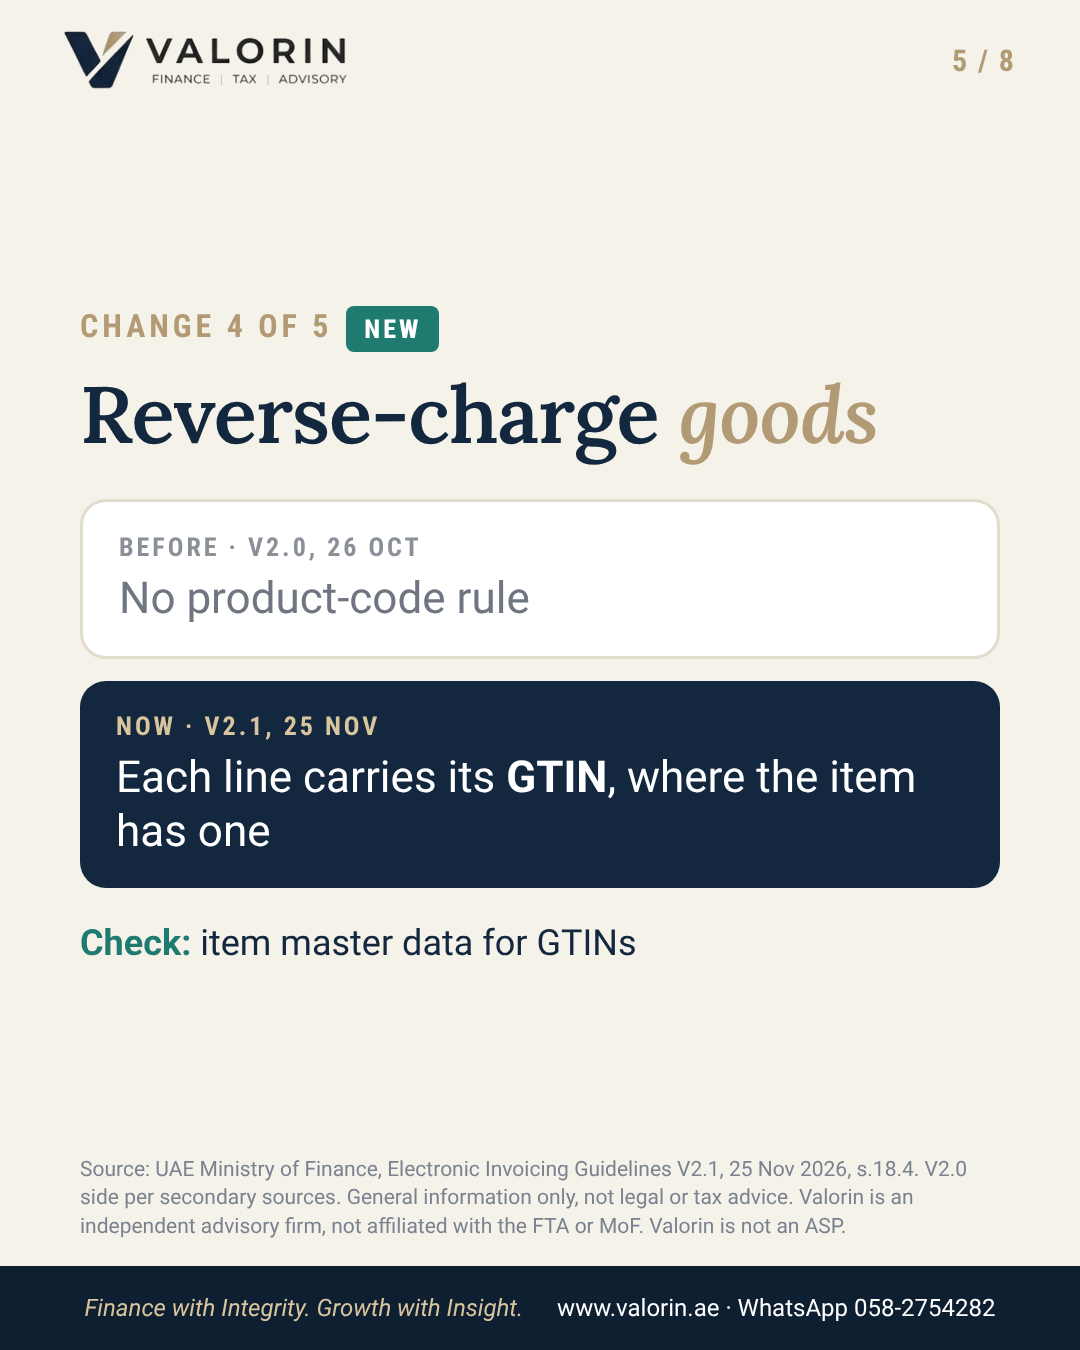 VALORIN
FINANCE | TAX | ADVISORY
5 / 8
CHANGE 4 OF 5 NEW
Reverse-charge goods
BEFORE · V2.0, 26 OCT
No product-code rule
NOW · V2.1, 25 NOV
Each line carries its GTIN, where the item
has one
Check: item master data for GTINs
Source: UAE Ministry of Finance, Electronic Invoicing Guidelines V2.1, 25 Nov 2026, s.18.4. V2.0
side per secondary sources. General information only, not legal or tax advice. Valorin is an
independent advisory firm, not affiliated with the FTA or MoF. Valorin is not an ASP.
Finance with Integrity. Growth with Insight. www.valorin.ae · WhatsApp 058-2754282